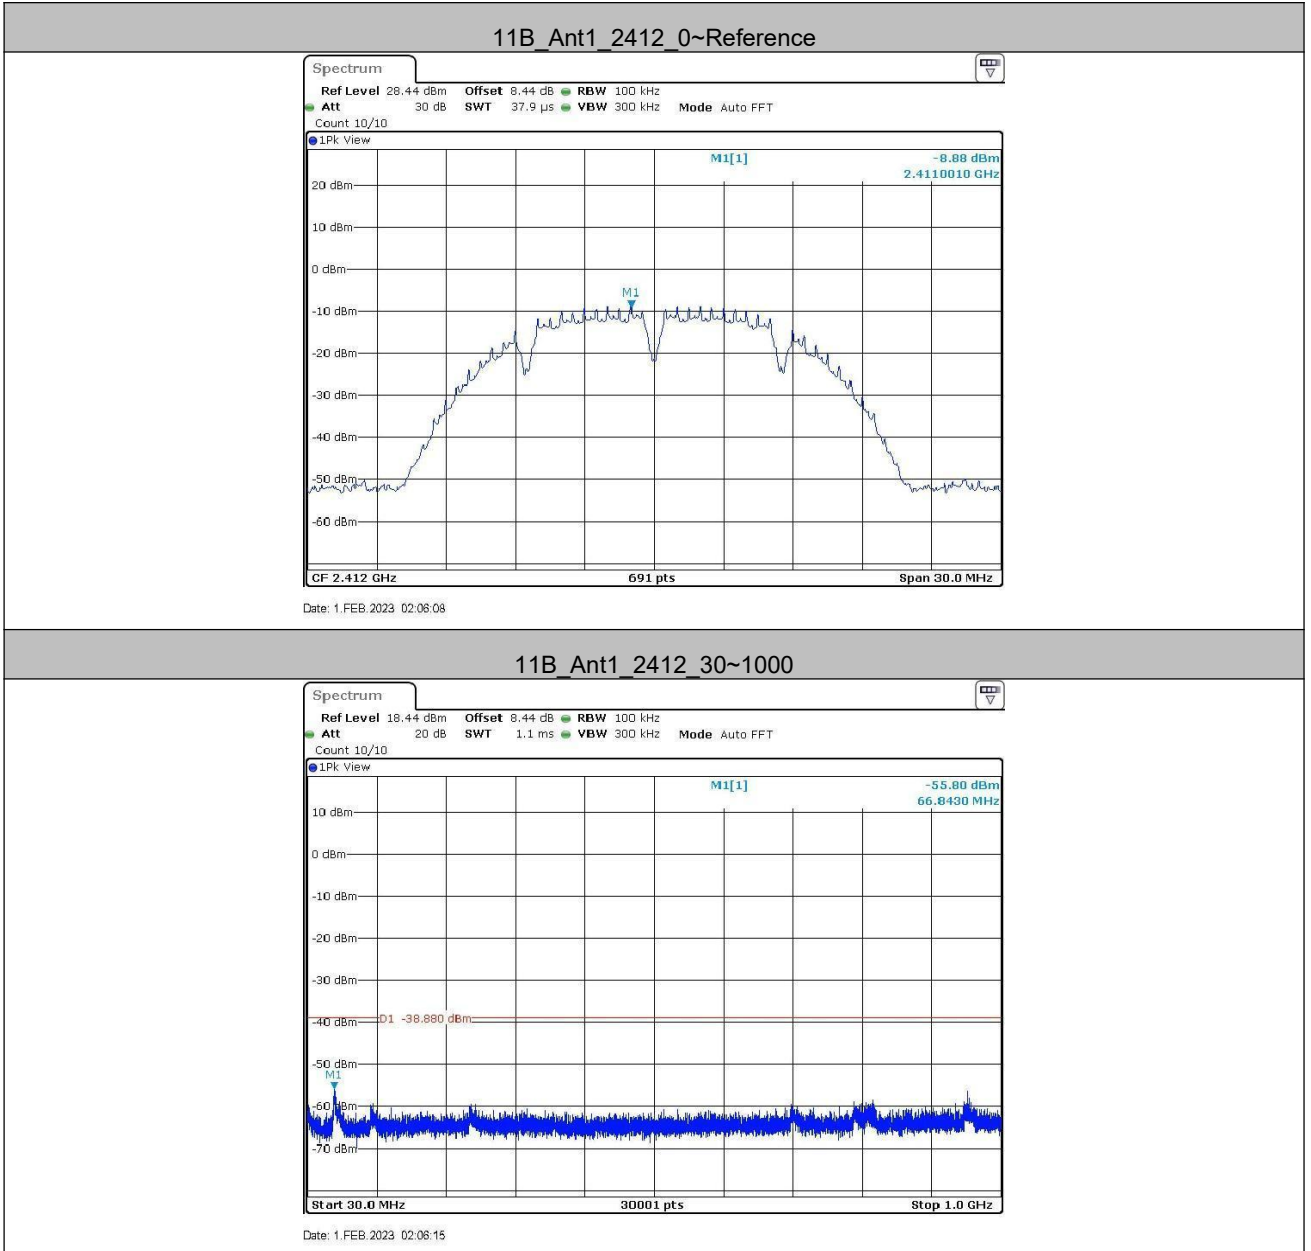 11B_Ant1_2412_0~Reference
Spectrum
Ref Level 28.44 dBm Offset 8.44 dB RBW 100 kHz
Att 30 dB SWT 37.9 µs VBW 300 kHz Mode Auto FFT
Count 10/10
1Pk View
M1[1] -8.88 dBm
2.4110010 GHz
20 dBm
10 dBm
0 dBm
M1
-10 dBm
-20 dBm
-30 dBm
-40 dBm
-50 dBm
-60 dBm
CF 2.412 GHz 691 pts Span 30.0 MHz
Date: 1.FEB.2023 02:06:08
11B_Ant1_2412_30~1000
Spectrum
Ref Level 18.44 dBm Offset 8.44 dB RBW 100 kHz
Att 20 dB SWT 1.1 ms VBW 300 kHz Mode Auto FFT
Count 10/10
1Pk View
M1[1] -55.80 dBm
66.8430 MHz
10 dBm
0 dBm
-10 dBm
-20 dBm
-30 dBm
-40 dBm D1 -38.880 dBm
-50 dBm
M1
-60 dBm
-70 dBm
Start 30.0 MHz 30001 pts Stop 1.0 GHz
Date: 1.FEB.2023 02:06:15